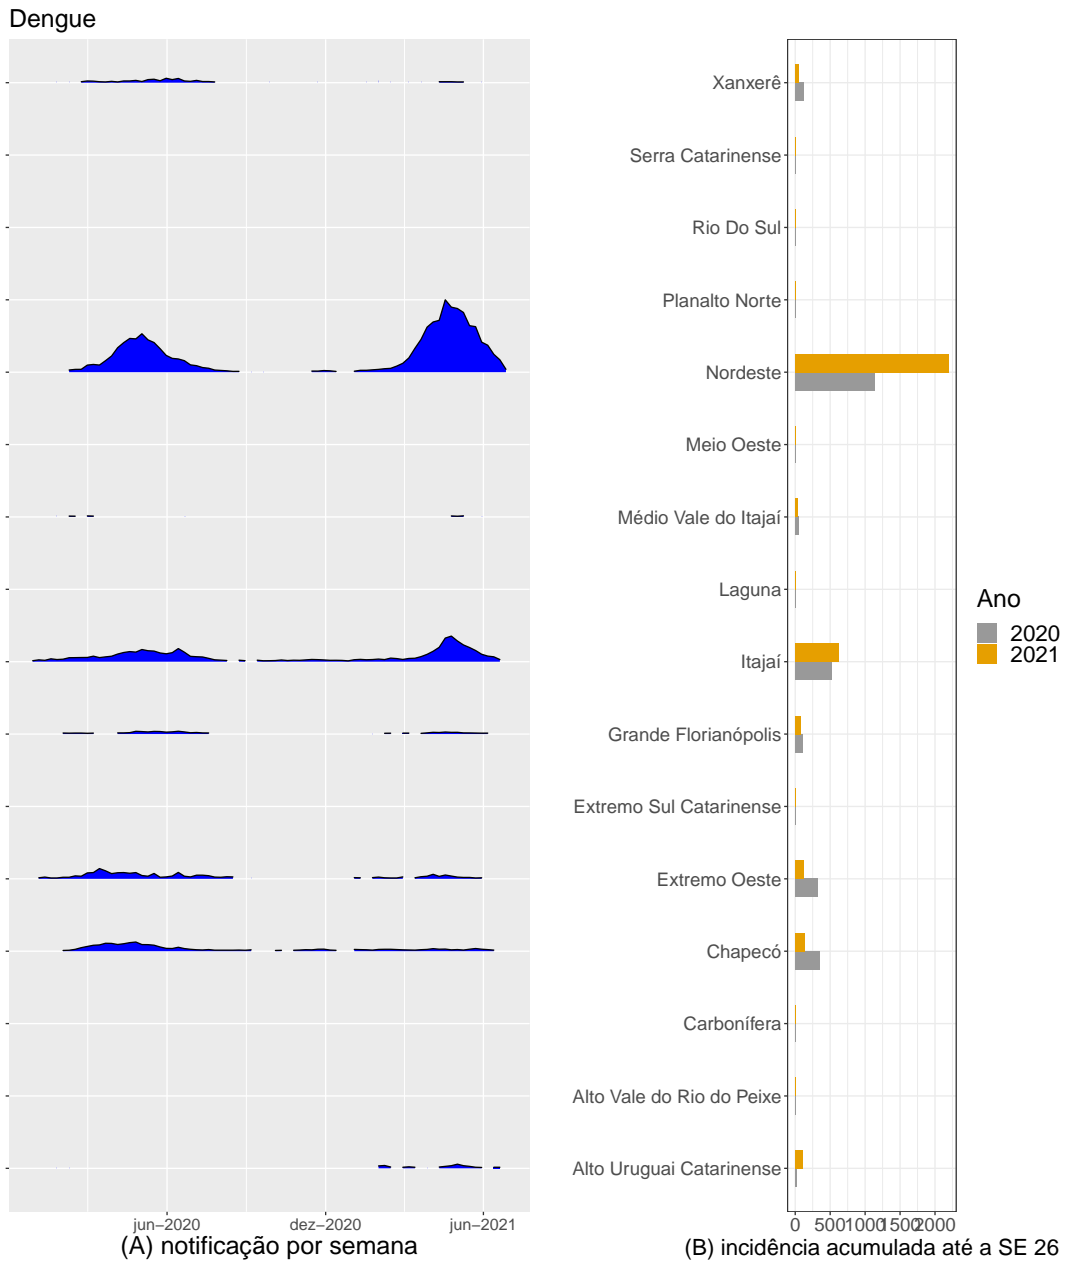 Dengue
Xanxerê
Serra Catarinense
Rio Do Sul
Planalto Norte
Nordeste
Meio Oeste
Médio Vale do Itajaí
Laguna
Itajaí
Grande Florianópolis
Extremo Sul Catarinense
Extremo Oeste
Chapecó
Carbonífera
Alto Vale do Rio do Peixe
Alto Uruguai Catarinense
Ano
2020
2021
jun–2020 dez–2020 jun–2021
(A) notificação por semana
0 500 1000 1500 2000
(B) incidência acumulada até a SE 26